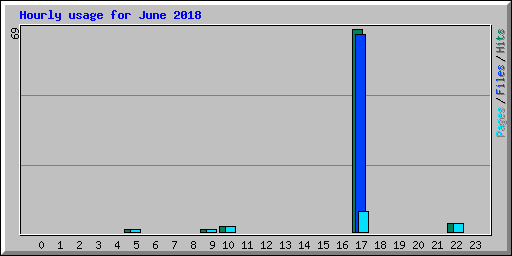 Hourly usage for June 2018
69
Pages/Files/Hits
0 1 2 3 4 5 6 7 8 9 10 11 12 13 14 15 16 17 18 19 20 21 22 23